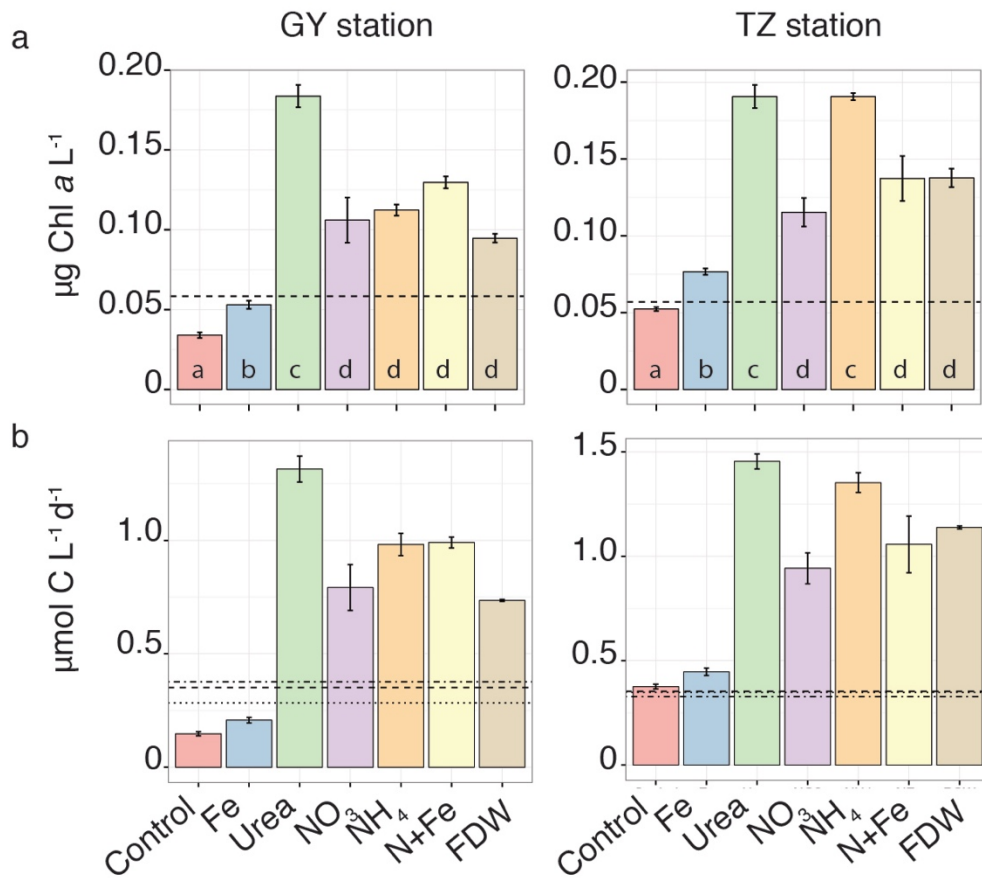 GY station
TZ station
a
µg Chl a L⁻¹
0.20
0.15
0.10
0.05
0
a b c d d d d
0.20
0.15
0.10
0.05
0
a b c d c d d
b
µmol C L⁻¹ d⁻¹
1.0
0.5
0
1.5
1.0
0.5
0
Control Fe Urea NO₃ NH₄ N+Fe FDW
Control Fe Urea NO₃ NH₄ N+Fe FDW